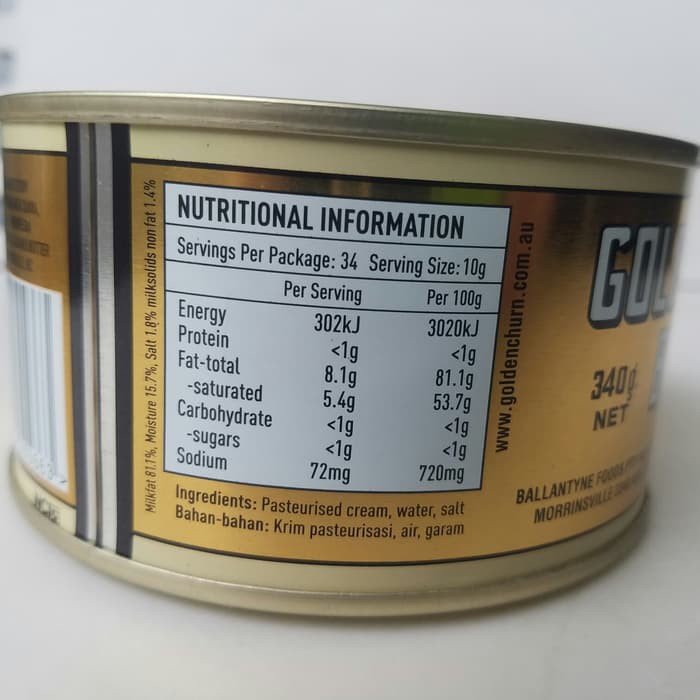 Milkfat 81.1%, Moisture 15.7%, Salt 1.8% milksolids non fat 1.4%
NUTRITIONAL INFORMATION
Servings Per Package: 34 Serving Size: 10g
Per Serving Per 100g
Energy 302kJ 3020kJ
Protein <1g <1g
Fat-total 8.1g 81.1g
-saturated 5.4g 53.7g
Carbohydrate <1g <1g
-sugars <1g <1g
Sodium 72mg 720mg
Ingredients: Pasteurised cream, water, salt
Bahan-bahan: Krim pasteurisasi, air, garam
www.goldenchurn.com.au
GOL
340g
NET
BALLANTYNE FOODS
MORRINSVILLE